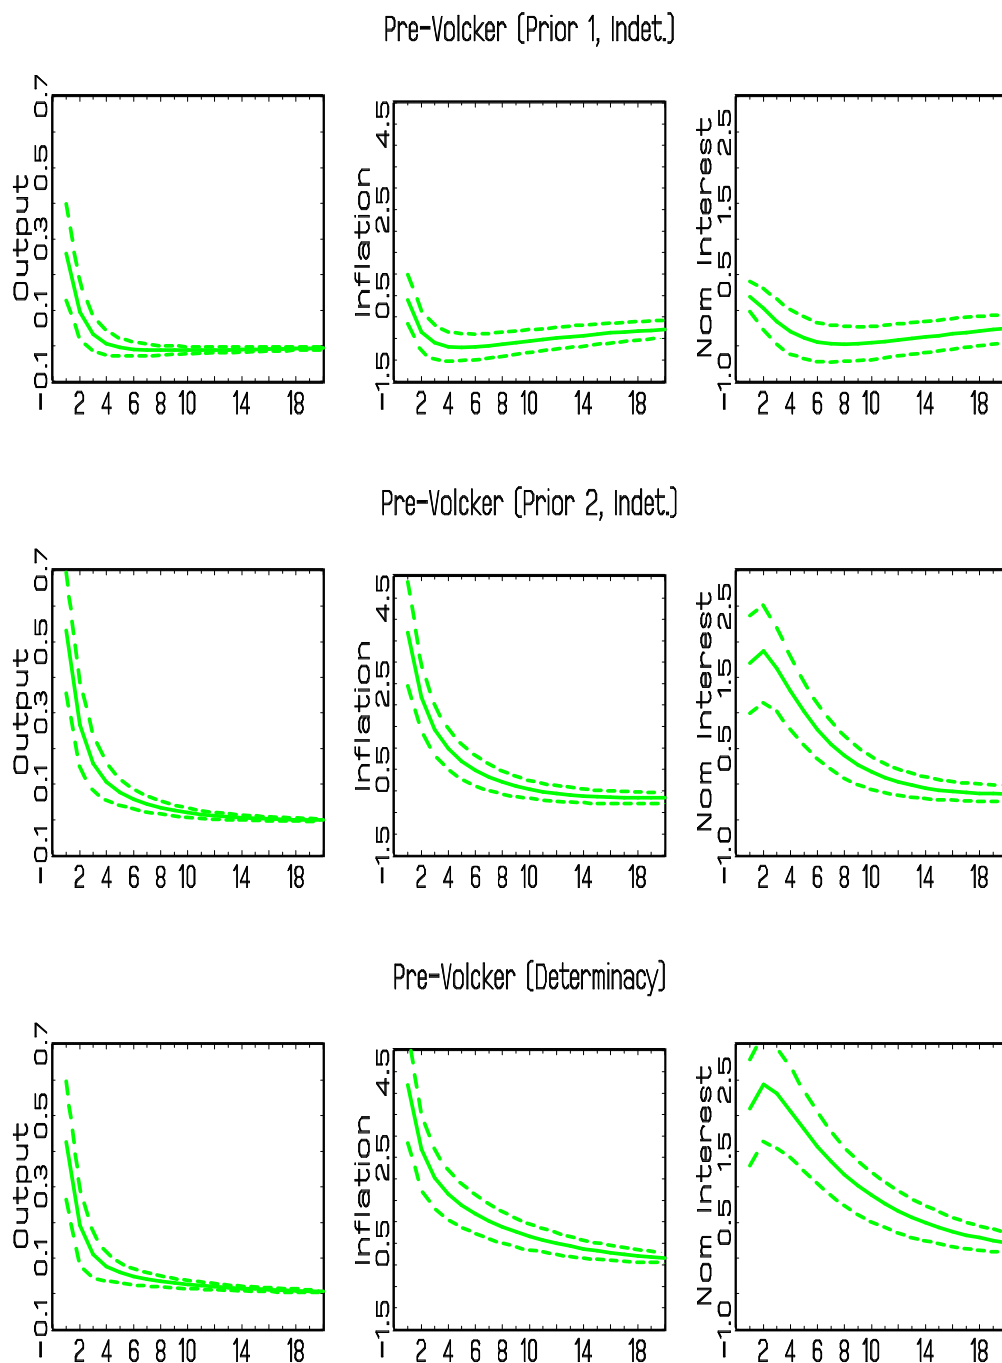 Pre-Volcker (Prior 1, Indet.)
Output
-0.1 0.1 0.3 0.5 0.7
2 4 6 8 10 14 18
Inflation
-1.5 0.5 2.5 4.5
2 4 6 8 10 14 18
Nom Interest
-1.0 0.5 1.5 2.5
2 4 6 8 10 14 18
Pre-Volcker (Prior 2, Indet.)
Output
-0.1 0.1 0.3 0.5 0.7
2 4 6 8 10 14 18
Inflation
-1.5 0.5 2.5 4.5
2 4 6 8 10 14 18
Nom Interest
-1.0 0.5 1.5 2.5
2 4 6 8 10 14 18
Pre-Volcker (Determinacy)
Output
-0.1 0.1 0.3 0.5 0.7
2 4 6 8 10 14 18
Inflation
-1.5 0.5 2.5 4.5
2 4 6 8 10 14 18
Nom Interest
-1.0 0.5 1.5 2.5
2 4 6 8 10 14 18